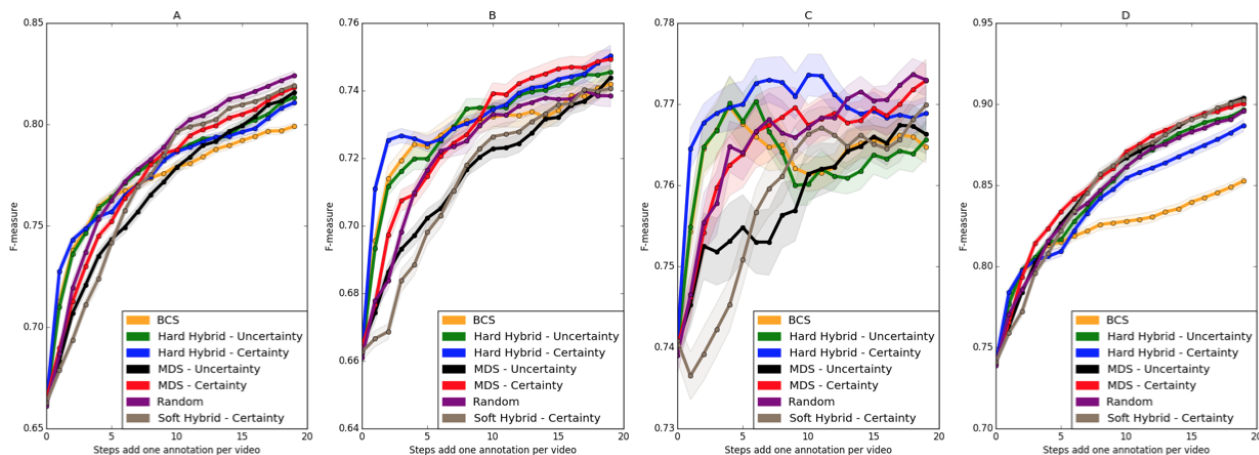 A
0.85
0.80
0.75
0.70
0.65
F-measure
0
5
10
15
20
Steps add one annotation per video
BCS
Hard Hybrid - Uncertainty
Hard Hybrid - Certainty
MDS - Uncertainty
MDS - Certainty
Random
Soft Hybrid - Certainty
B
0.76
0.74
0.72
0.70
0.68
0.66
0.64
F-measure
0
5
10
15
20
Steps add one annotation per video
BCS
Hard Hybrid - Uncertainty
Hard Hybrid - Certainty
MDS - Uncertainty
MDS - Certainty
Random
Soft Hybrid - Certainty
C
0.78
0.77
0.76
0.75
0.74
0.73
F-measure
0
5
10
15
20
Steps add one annotation per video
BCS
Hard Hybrid - Uncertainty
Hard Hybrid - Certainty
MDS - Uncertainty
MDS - Certainty
Random
Soft Hybrid - Certainty
D
0.95
0.90
0.85
0.80
0.75
0.70
F-measure
0
5
10
15
20
Steps add one annotation per video
BCS
Hard Hybrid - Uncertainty
Hard Hybrid - Certainty
MDS - Uncertainty
MDS - Certainty
Random
Soft Hybrid - Certainty